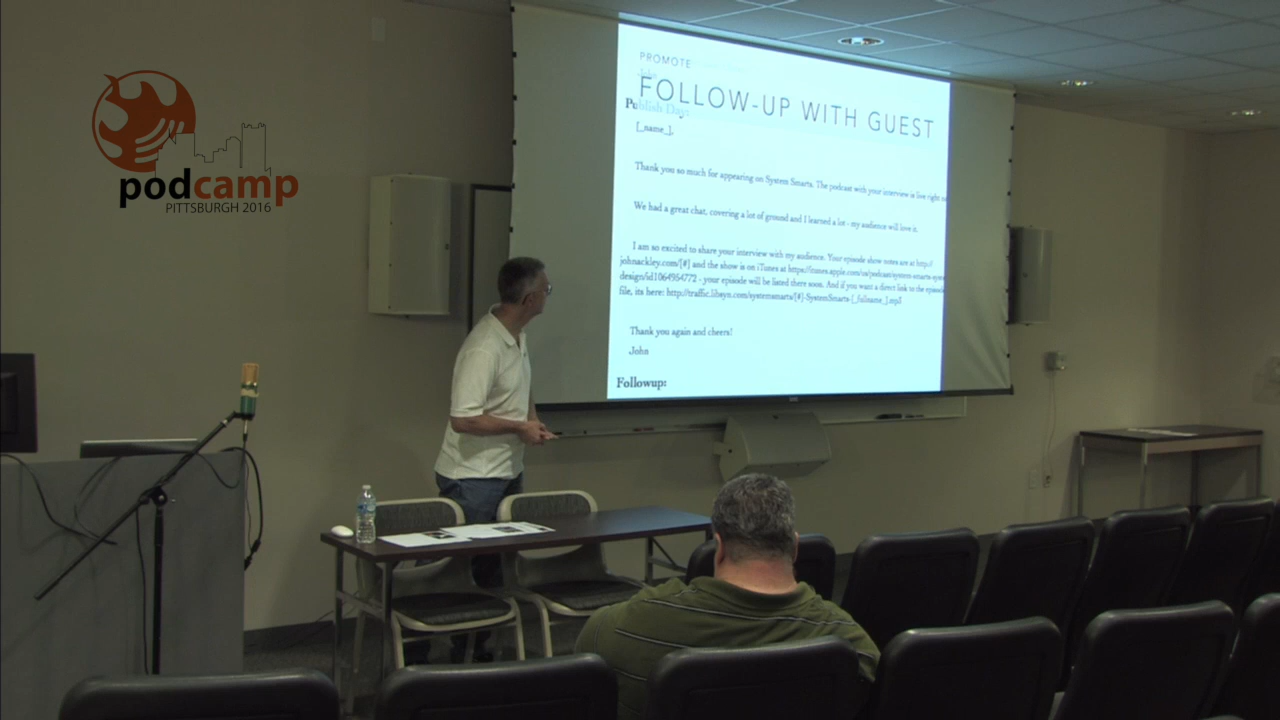 podcamp
PITTSBURGH 2016
PROMOTE
FOLLOW-UP WITH GUEST
Publish Day:
[_name_],
Thank you so much for appearing on System Smarts. The podcast with your interview is live right
We had a great chat, covering a lot of ground and I learned a lot - my audience will love it.
I am so excited to share your interview with my audience. Your episode show notes are at http://
johnackley.com/[#] and the show is on iTunes at https://itunes.apple.com/us/podcast/system-smarts-
design/id1064954772 - your episode will be listed there soon. And if you want a direct link to the episode
file, its here: http://traffic.libsyn.com/systemsmarts/[#]-SystemSmarts-[_fullname_].mp3
Thank you again and cheers!
John
Followup: